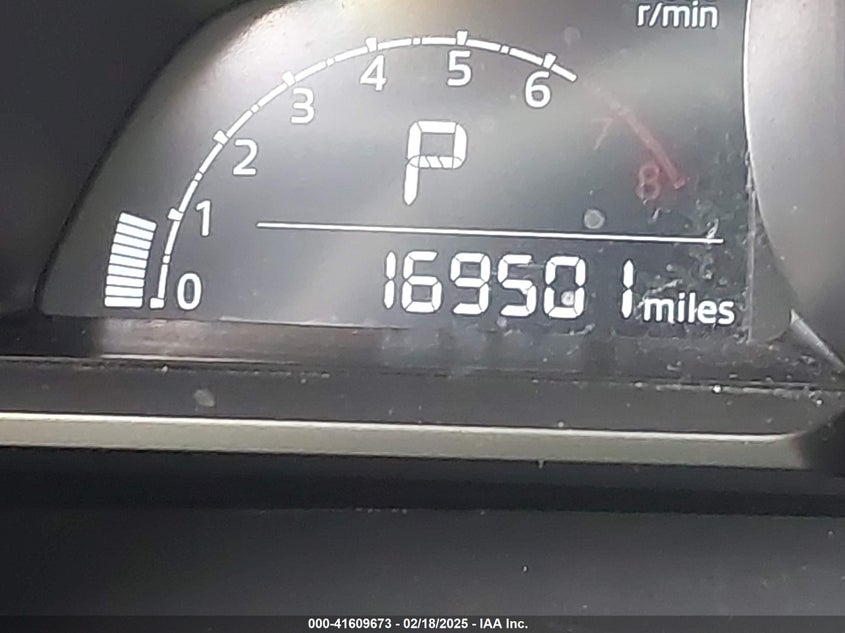 r/min
0 1 2 3 4 5 6 7 8
P
169501 miles
000-41609673 - 02/18/2025 - IAA Inc.